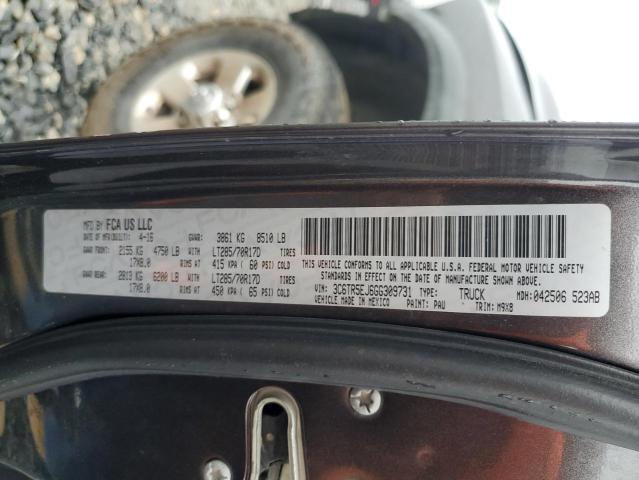 MFD BY FCA US LLC
DATE OF MFR(BUILT): 4-16 GVWR: 3861 KG 8510 LB
GAWR FRONT: 2155 KG 4750 LB WITH LT285/70R17D TIRES
17X8.0 RIMS AT 415 KPA ( 60 PSI) COLD
GAWR REAR: 2813 KG 6200 LB WITH LT285/70R17D TIRES
17X8.0 RIMS AT 450 KPA ( 65 PSI) COLD
THIS VEHICLE CONFORMS TO ALL APPLICABLE U.S.A. FEDERAL MOTOR VEHICLE SAFETY
STANDARDS IN EFFECT ON THE DATE OF MANUFACTURE SHOWN ABOVE.
VIN: 3C6TR5EJ6GG309731 TYPE: TRUCK MDH: 042506 523AB
VEHICLE MADE IN MEXICO PAINT: PAU TRIM: M9X8